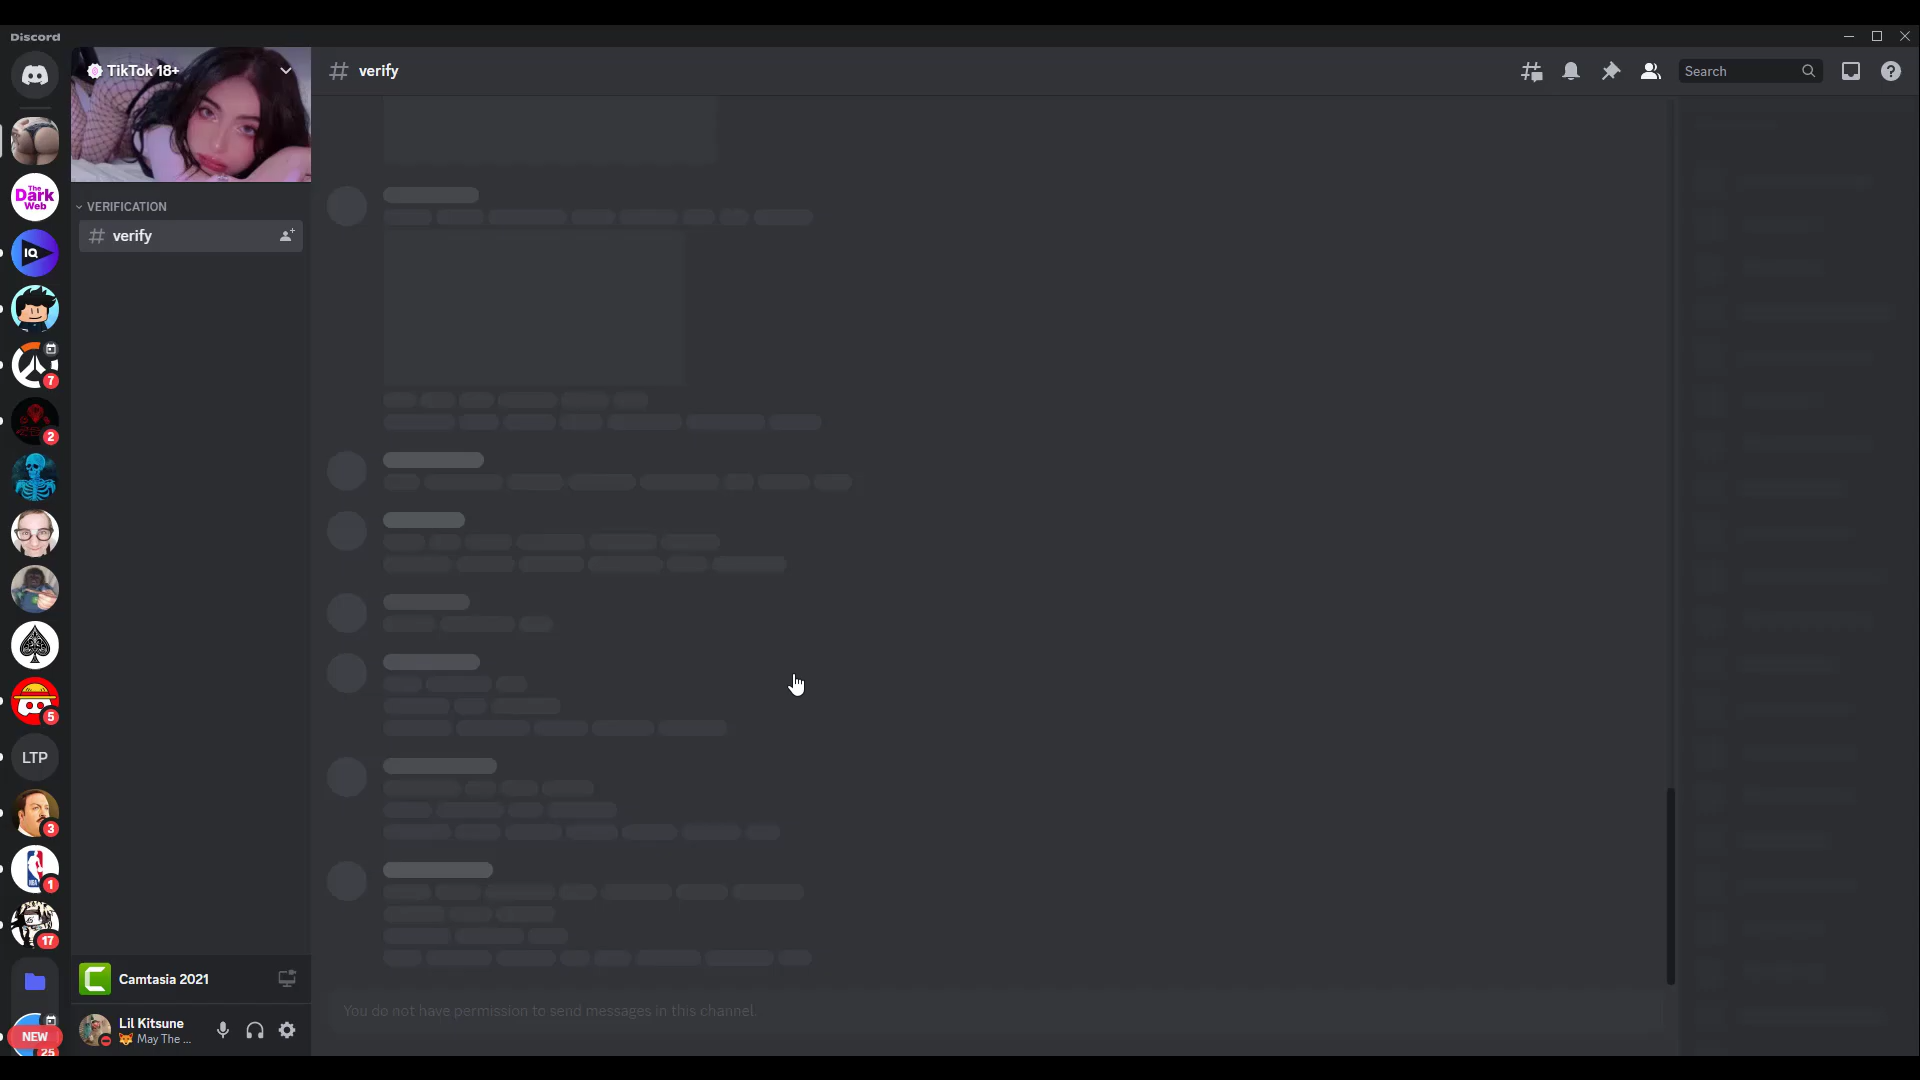 Discord
TikTok 18+
verify
Search
The
Dark
Web
VERIFICATION
verify
IQ
7
2
5
LTP
3
1
17
Camtasia 2021
You do not have permission to send messages in this channel.
Lil Kitsune
May The ...
NEW
25